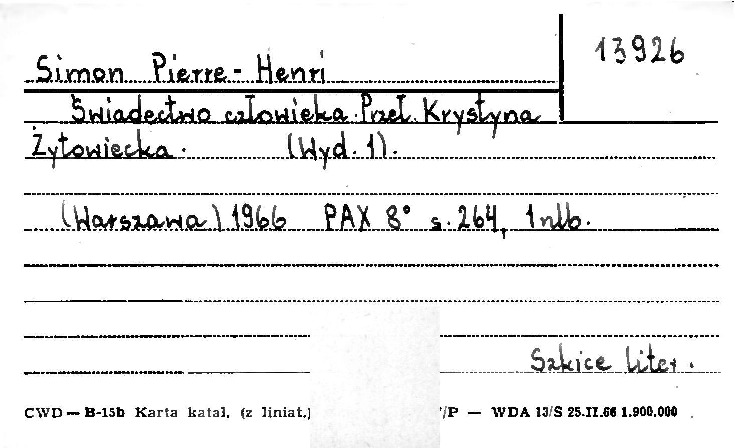 13926
Simon Pierre-Henri
Świadectwo człowieka. Przeł. Krystyna
Żytowiecka. (Wyd. 1).
(Warszawa) 1966 PAX 8° s. 264, 1 nlb.
Szkice liter.
CWD — B-15b Karta katal. (z liniat.) /P — WDA 13/S 25.II.66 1.900.000